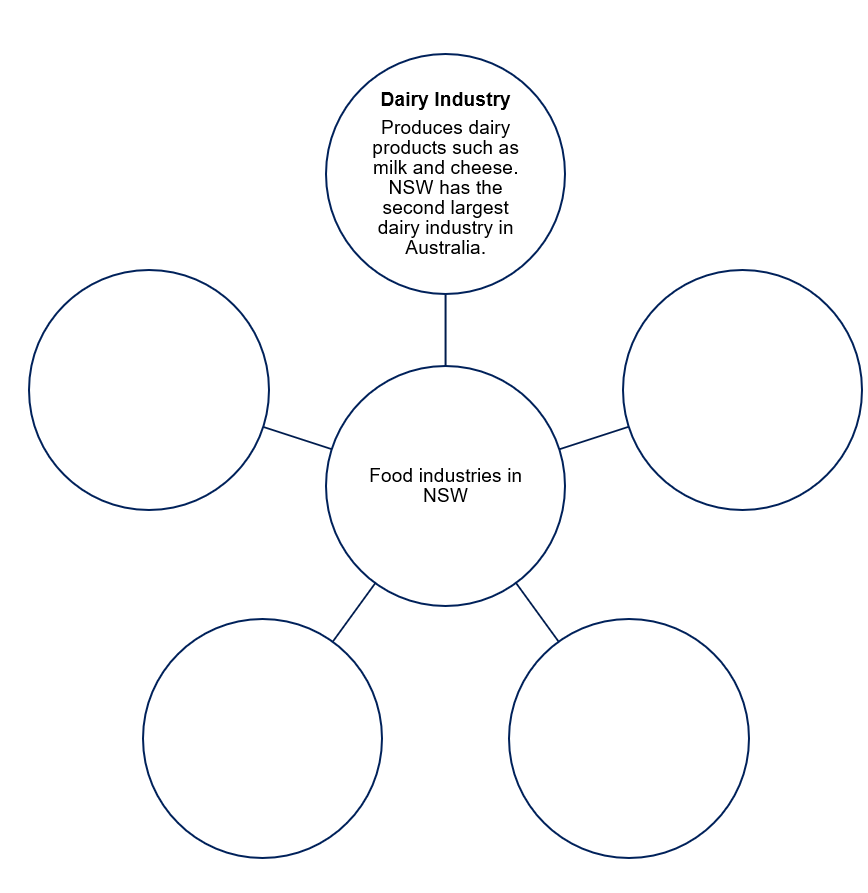 Dairy Industry
Produces dairy
products such as
milk and cheese.
NSW has the
second largest
dairy industry in
Australia.
Food industries in
NSW